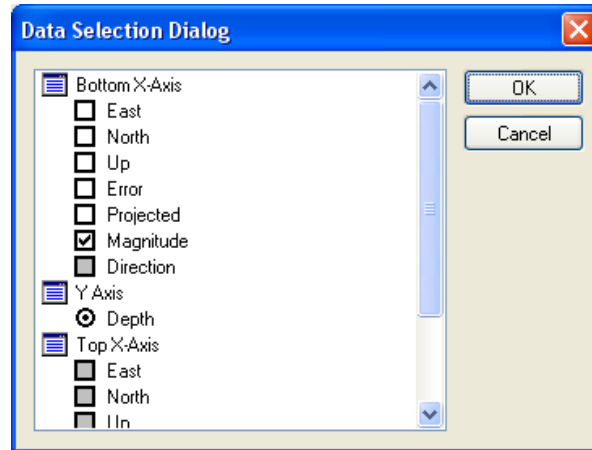 Data Selection Dialog
Bottom X-Axis
East
North
Up
Error
Projected
Magnitude
Direction
Y Axis
Depth
Top X-Axis
East
North
Up
OK
Cancel